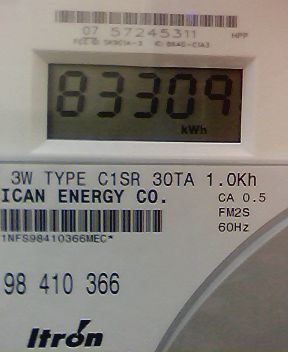 07 57245311 HPP
83309
kWh
3W TYPE C1SR 30TA 1.0Kh
ICAN ENERGY CO. CA 0.5
FM2S
60Hz
1NFS98410366MEC*
98 410 366
Itron